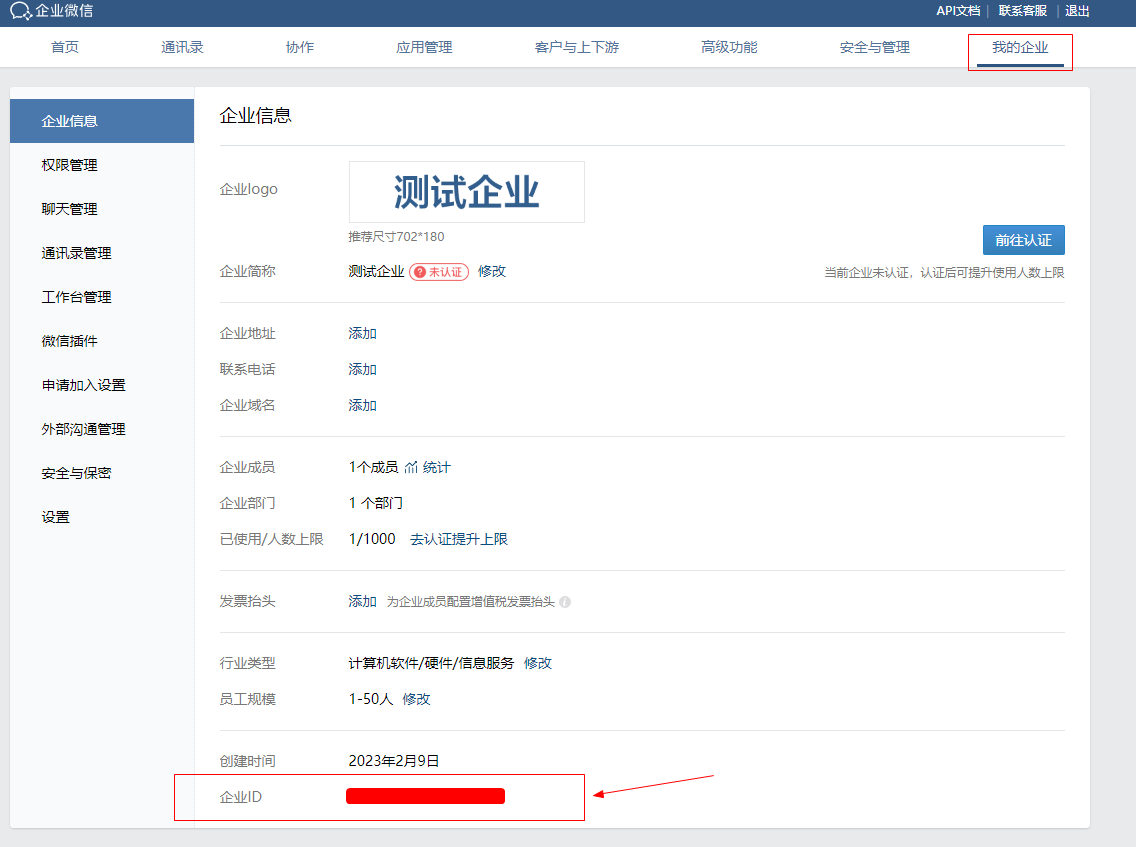 企业微信
API文档 | 联系客服 | 退出
首页 通讯录 协作 应用管理 客户与上下游 高级功能 安全与管理 我的企业
企业信息
权限管理
聊天管理
通讯录管理
工作台管理
微信插件
申请加入设置
外部沟通管理
安全与保密
设置
企业信息
企业logo
测试企业
推荐尺寸702*180
前往认证
企业简称 测试企业 未认证 修改
当前企业未认证，认证后可提升使用人数上限
企业地址 添加
联系电话 添加
企业域名 添加
企业成员 1个成员 统计
企业部门 1 个部门
已使用/人数上限 1/1000 去认证提升上限
发票抬头 添加 为企业成员配置增值税发票抬头
行业类型 计算机软件/硬件/信息服务 修改
员工规模 1-50人 修改
创建时间 2023年2月9日
企业ID